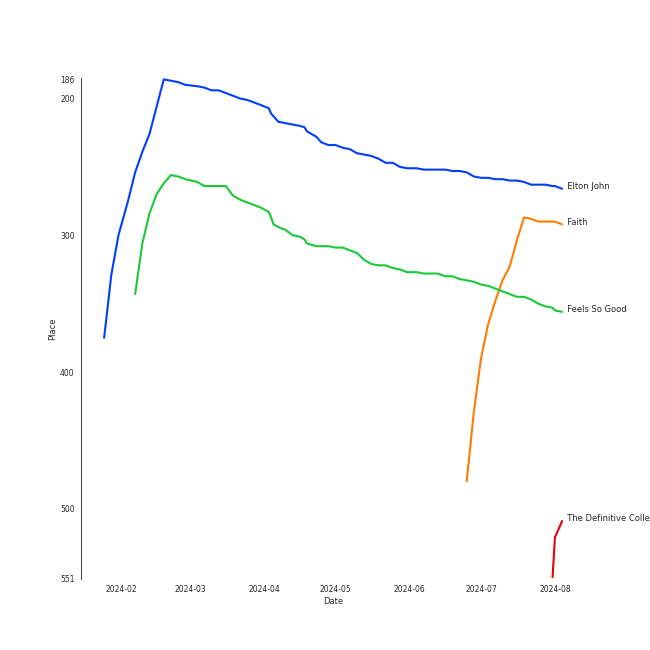 186
200
300
400
500
551
Place
2024-02
2024-03
2024-04
2024-05
2024-06
2024-07
2024-08
Date
Elton John
Faith
Feels So Good
The Definitive Colle